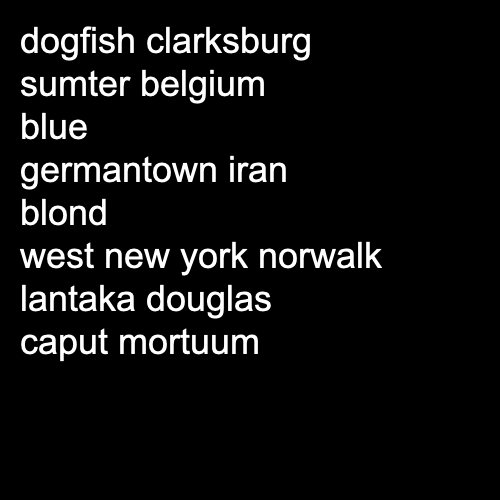 dogfish clarksburg
sumter belgium
blue
germantown iran
blond
west new york norwalk
lantaka douglas
caput mortuum